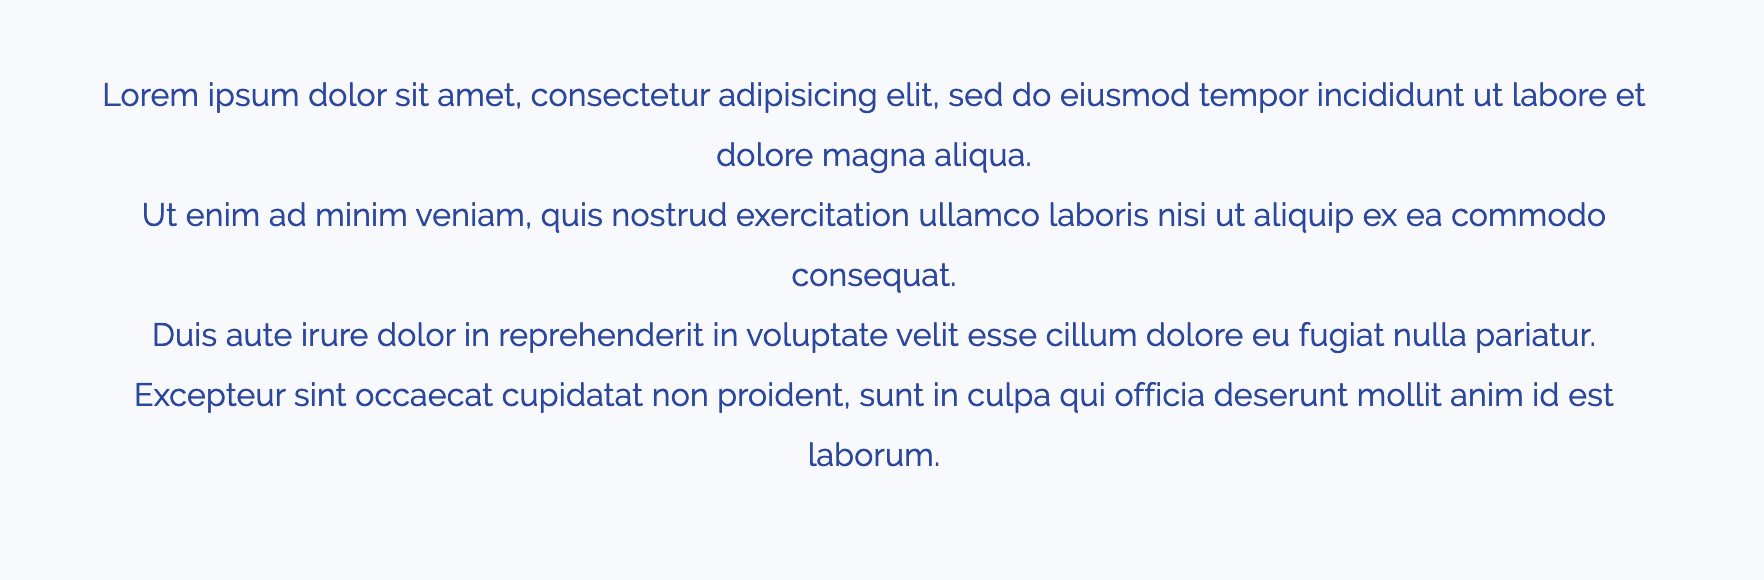 Lorem ipsum dolor sit amet, consectetur adipisicing elit, sed do eiusmod tempor incididunt ut labore et
dolore magna aliqua.
Ut enim ad minim veniam, quis nostrud exercitation ullamco laboris nisi ut aliquip ex ea commodo
consequat.
Duis aute irure dolor in reprehenderit in voluptate velit esse cillum dolore eu fugiat nulla pariatur.
Excepteur sint occaecat cupidatat non proident, sunt in culpa qui officia deserunt mollit anim id est
laborum.